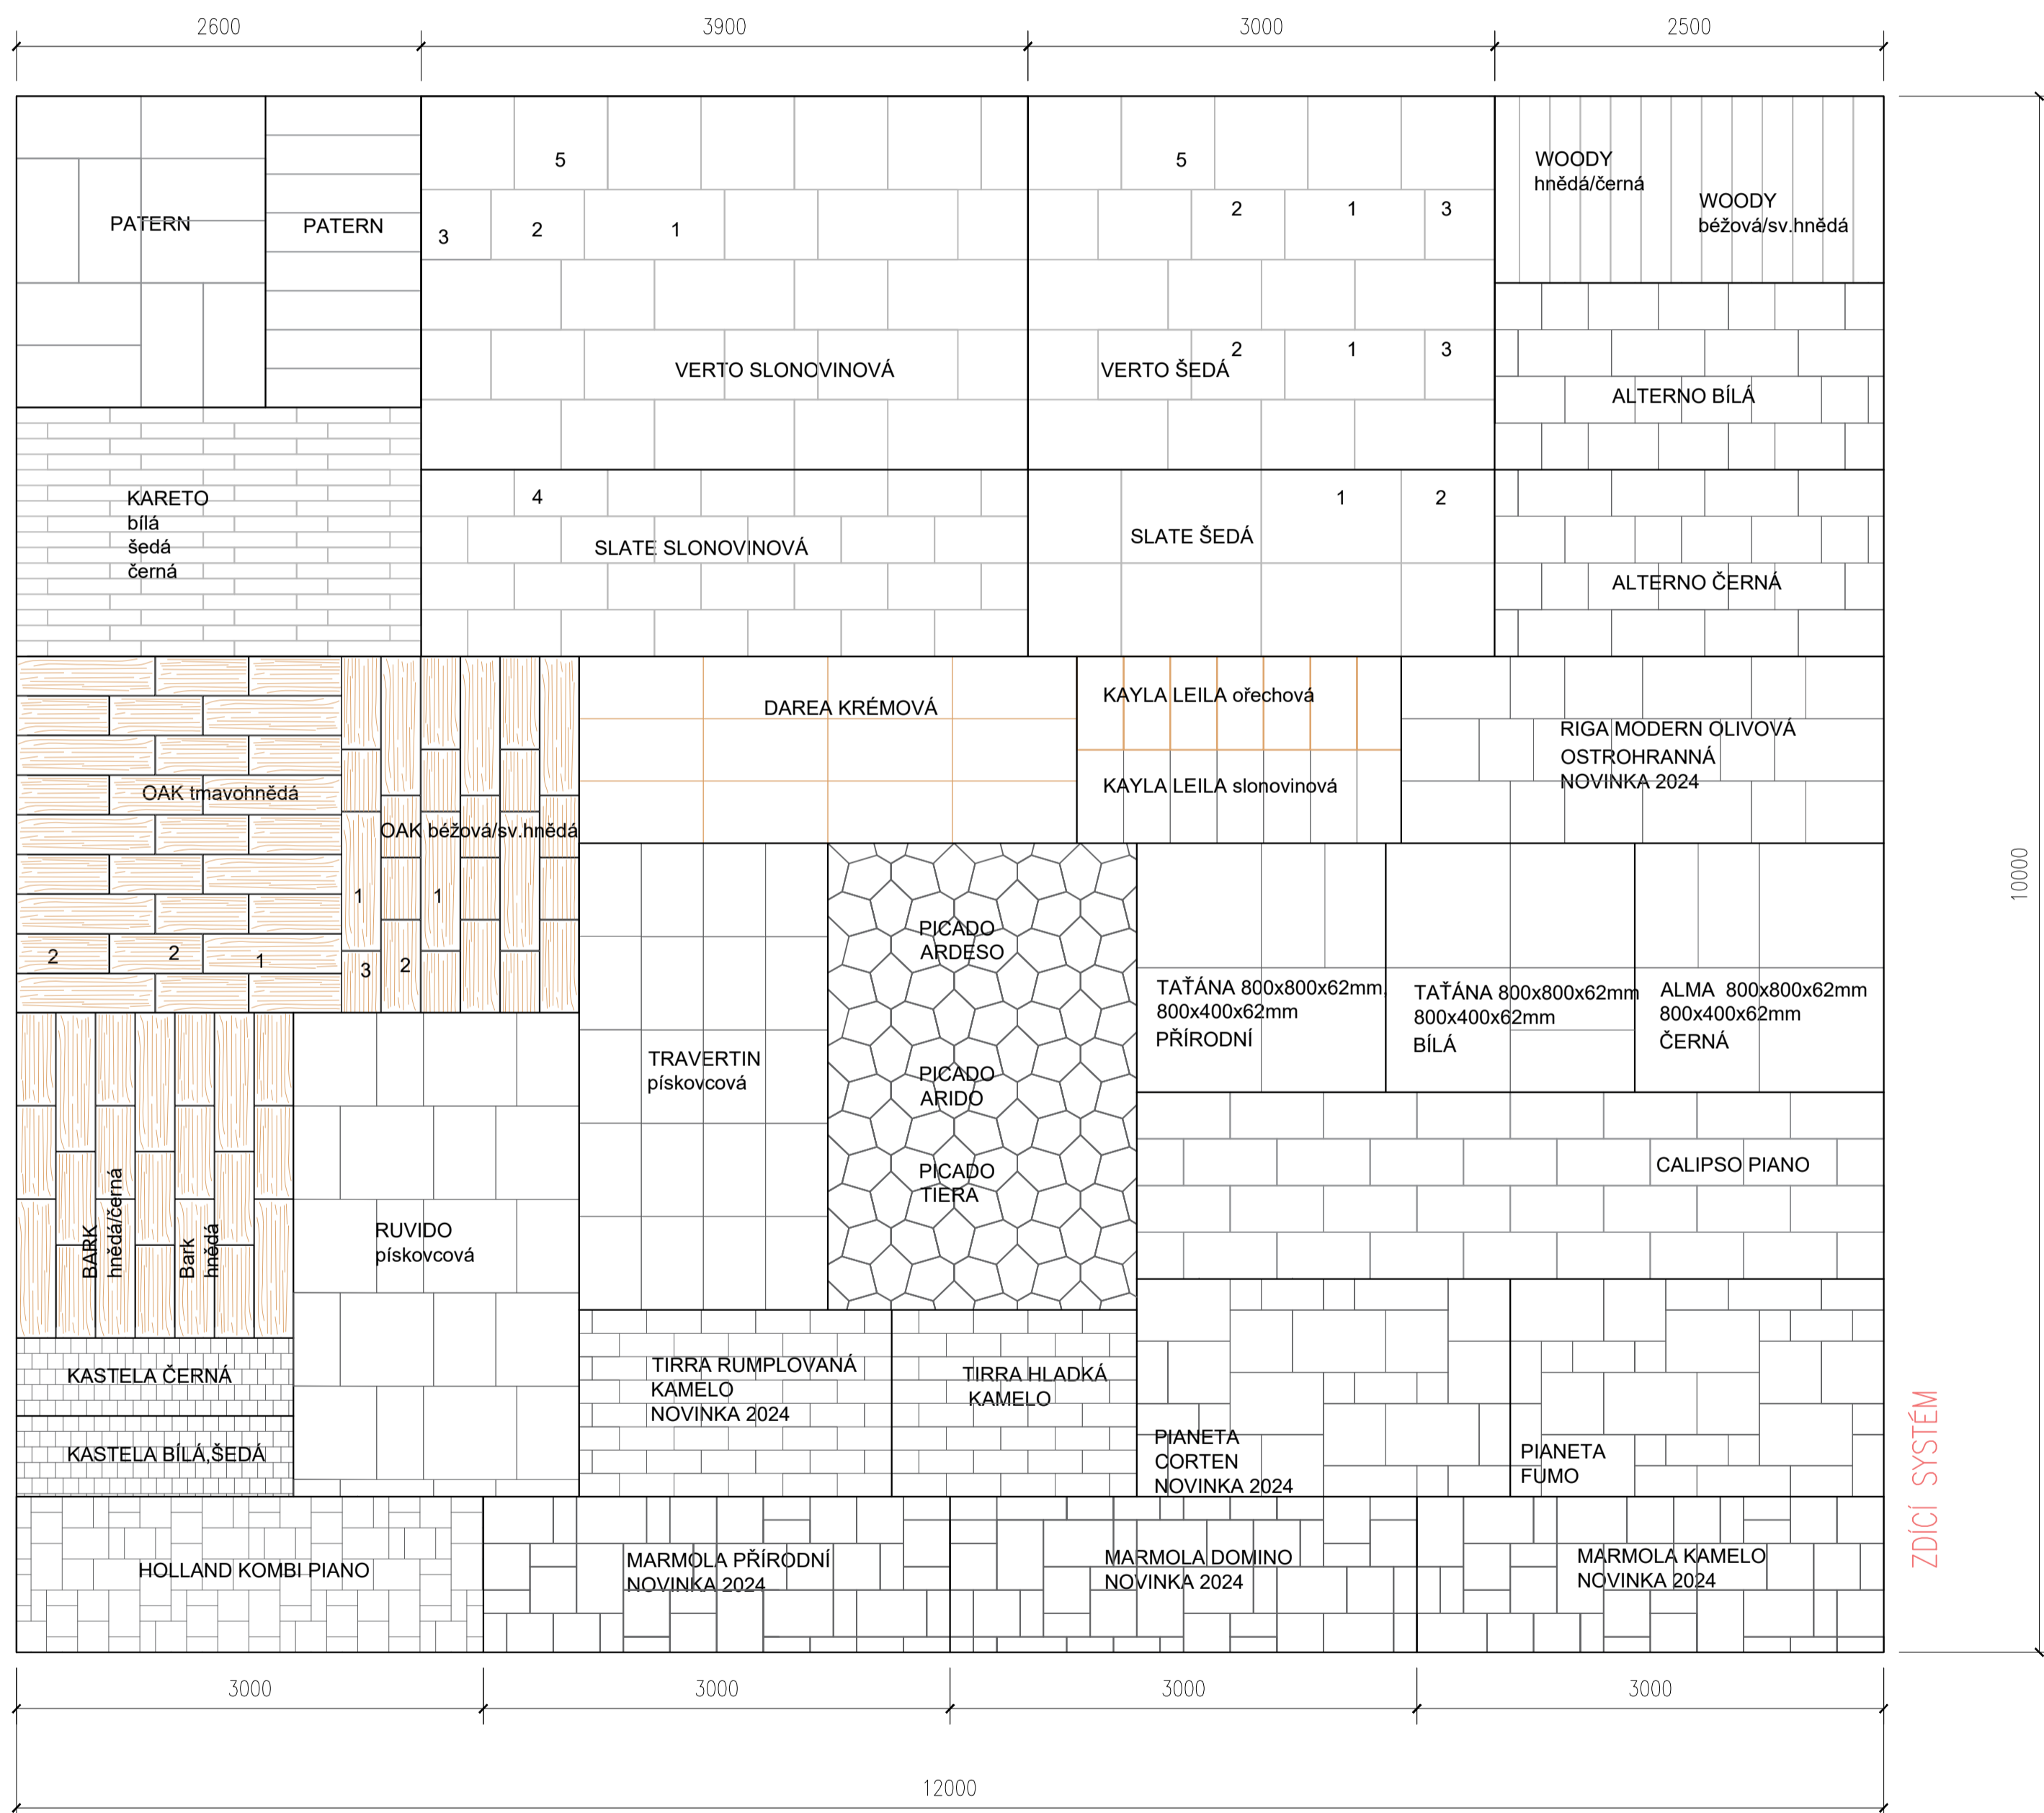 2600
3900
3000
2500
PATERN
PATERN
5
3
2
1
VERTO SLONOVINOVÁ
5
2
1
3
2
1
3
VERTO ŠEDÁ
WOODY
hnědá/černá
WOODY
béžová/sv.hnědá
ALTERNO BÍLÁ
KARETO
bílá
šedá
černá
4
SLATE SLONOVINOVÁ
1
2
SLATE ŠEDÁ
ALTERNO ČERNÁ
OAK tmavohnědá
2
2
1
OAK béžová/sv.hnědá
1
1
3
2
DAREA KRÉMOVÁ
KAYLA LEILA ořechová
KAYLA LEILA slonovinová
RIGA MODERN OLIVOVÁ
OSTROHRANNÁ
NOVINKA 2024
10000
TRAVERTIN
pískovcová
PICADO
ARDESO
PICADO
ARIDO
PICADO
TIERA
TAŤÁNA 800x800x62mm,
800x400x62mm
PŘÍRODNÍ
TAŤÁNA 800x800x62mm
800x400x62mm
BÍLÁ
ALMA 800x800x62mm
800x400x62mm
ČERNÁ
BARK
hnědá/černá
Bark
hnědá
RUVIDO
pískovcová
CALIPSO PIANO
KASTELA ČERNÁ
KASTELA BÍLÁ,ŠEDÁ
TIRRA RUMPLOVANÁ
KAMELO
NOVINKA 2024
TIRRA HLADKÁ
KAMELO
PIANETA
CORTEN
NOVINKA 2024
PIANETA
FUMO
ZDÍCÍ SYSTÉM
HOLLAND KOMBI PIANO
MARMOLA PŘÍRODNÍ
NOVINKA 2024
MARMOLA DOMINO
NOVINKA 2024
MARMOLA KAMELO
NOVINKA 2024
3000
3000
3000
3000
12000